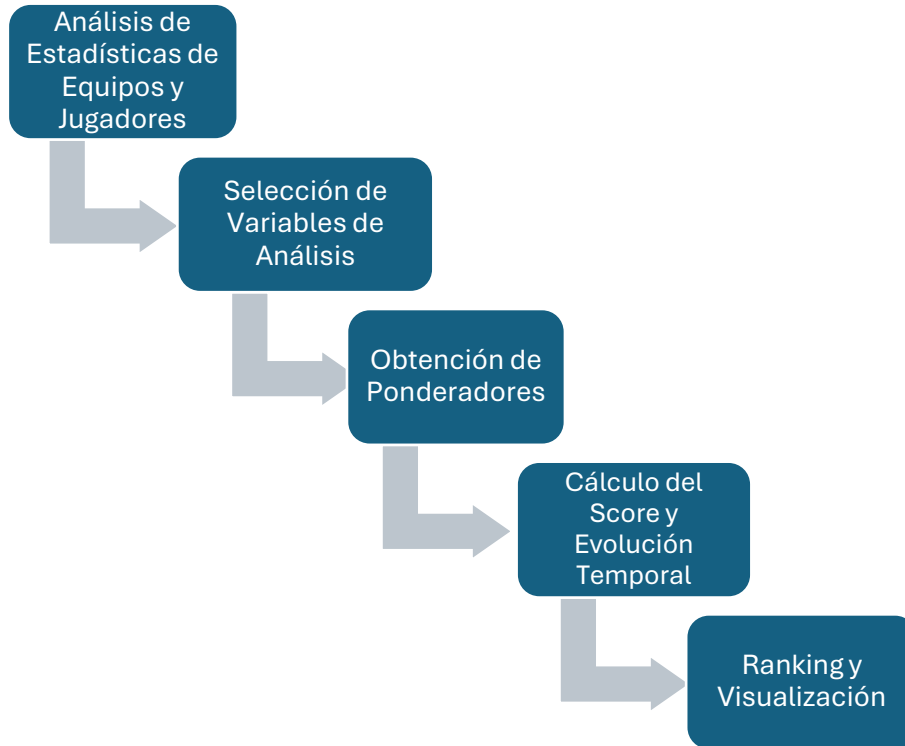 Análisis de
Estadísticas de
Equipos y
Jugadores
Selección de
Variables de
Análisis
Obtención de
Ponderadores
Cálculo del
Score y
Evolución
Temporal
Ranking y
Visualización